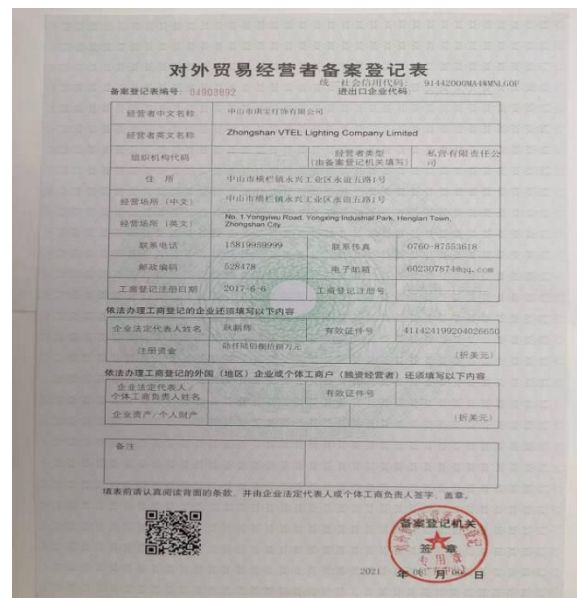 对外贸易经营者备案登记表
统一社会信用代码: 91442000MA4WMNLG0F
备案登记表编号: 04903892 进出口企业代码
经营者中文名称 中山市琪宝灯饰有限公司
经营者英文名称 Zhongshan VTEL Lighting Company Limited
组织机构代码 经营者类型 (由备案登记机关填写) 私营有限责任公司
住 所 中山市横栏镇永兴工业区永谊五路1号
经营场所 (中文) 中山市横栏镇永兴工业区永谊五路1号
经营场所 (英文) No. 1 Yongyiwu Road, Yongxing Industrial Park, Henglan Town,
Zhongshan City
联系电话 15819959999 联系传真 0760-87553618
邮政编码 528478 电子邮箱 602307874@qq.com
工商登记注册日期 2017-6-6 工商登记注册号
依法办理工商登记的企业还须填写以下内容
企业法定代表人姓名 耿鹏辉 有效证件号 411424199204026650
注册资金 (折美元)
依法办理工商登记的外国 (地区) 企业或个体工商户 (独资经营者) 还须填写以下内容
企业法定代表人/
个体工商负责人姓名 有效证件号
企业资产/个人财产 (折美元)
备注
填表前请认真阅读背面的条款, 并由企业法定代表人或个体工商负责人签字、盖章。
备案登记机关
签 章
专用章
2021 年 月 日